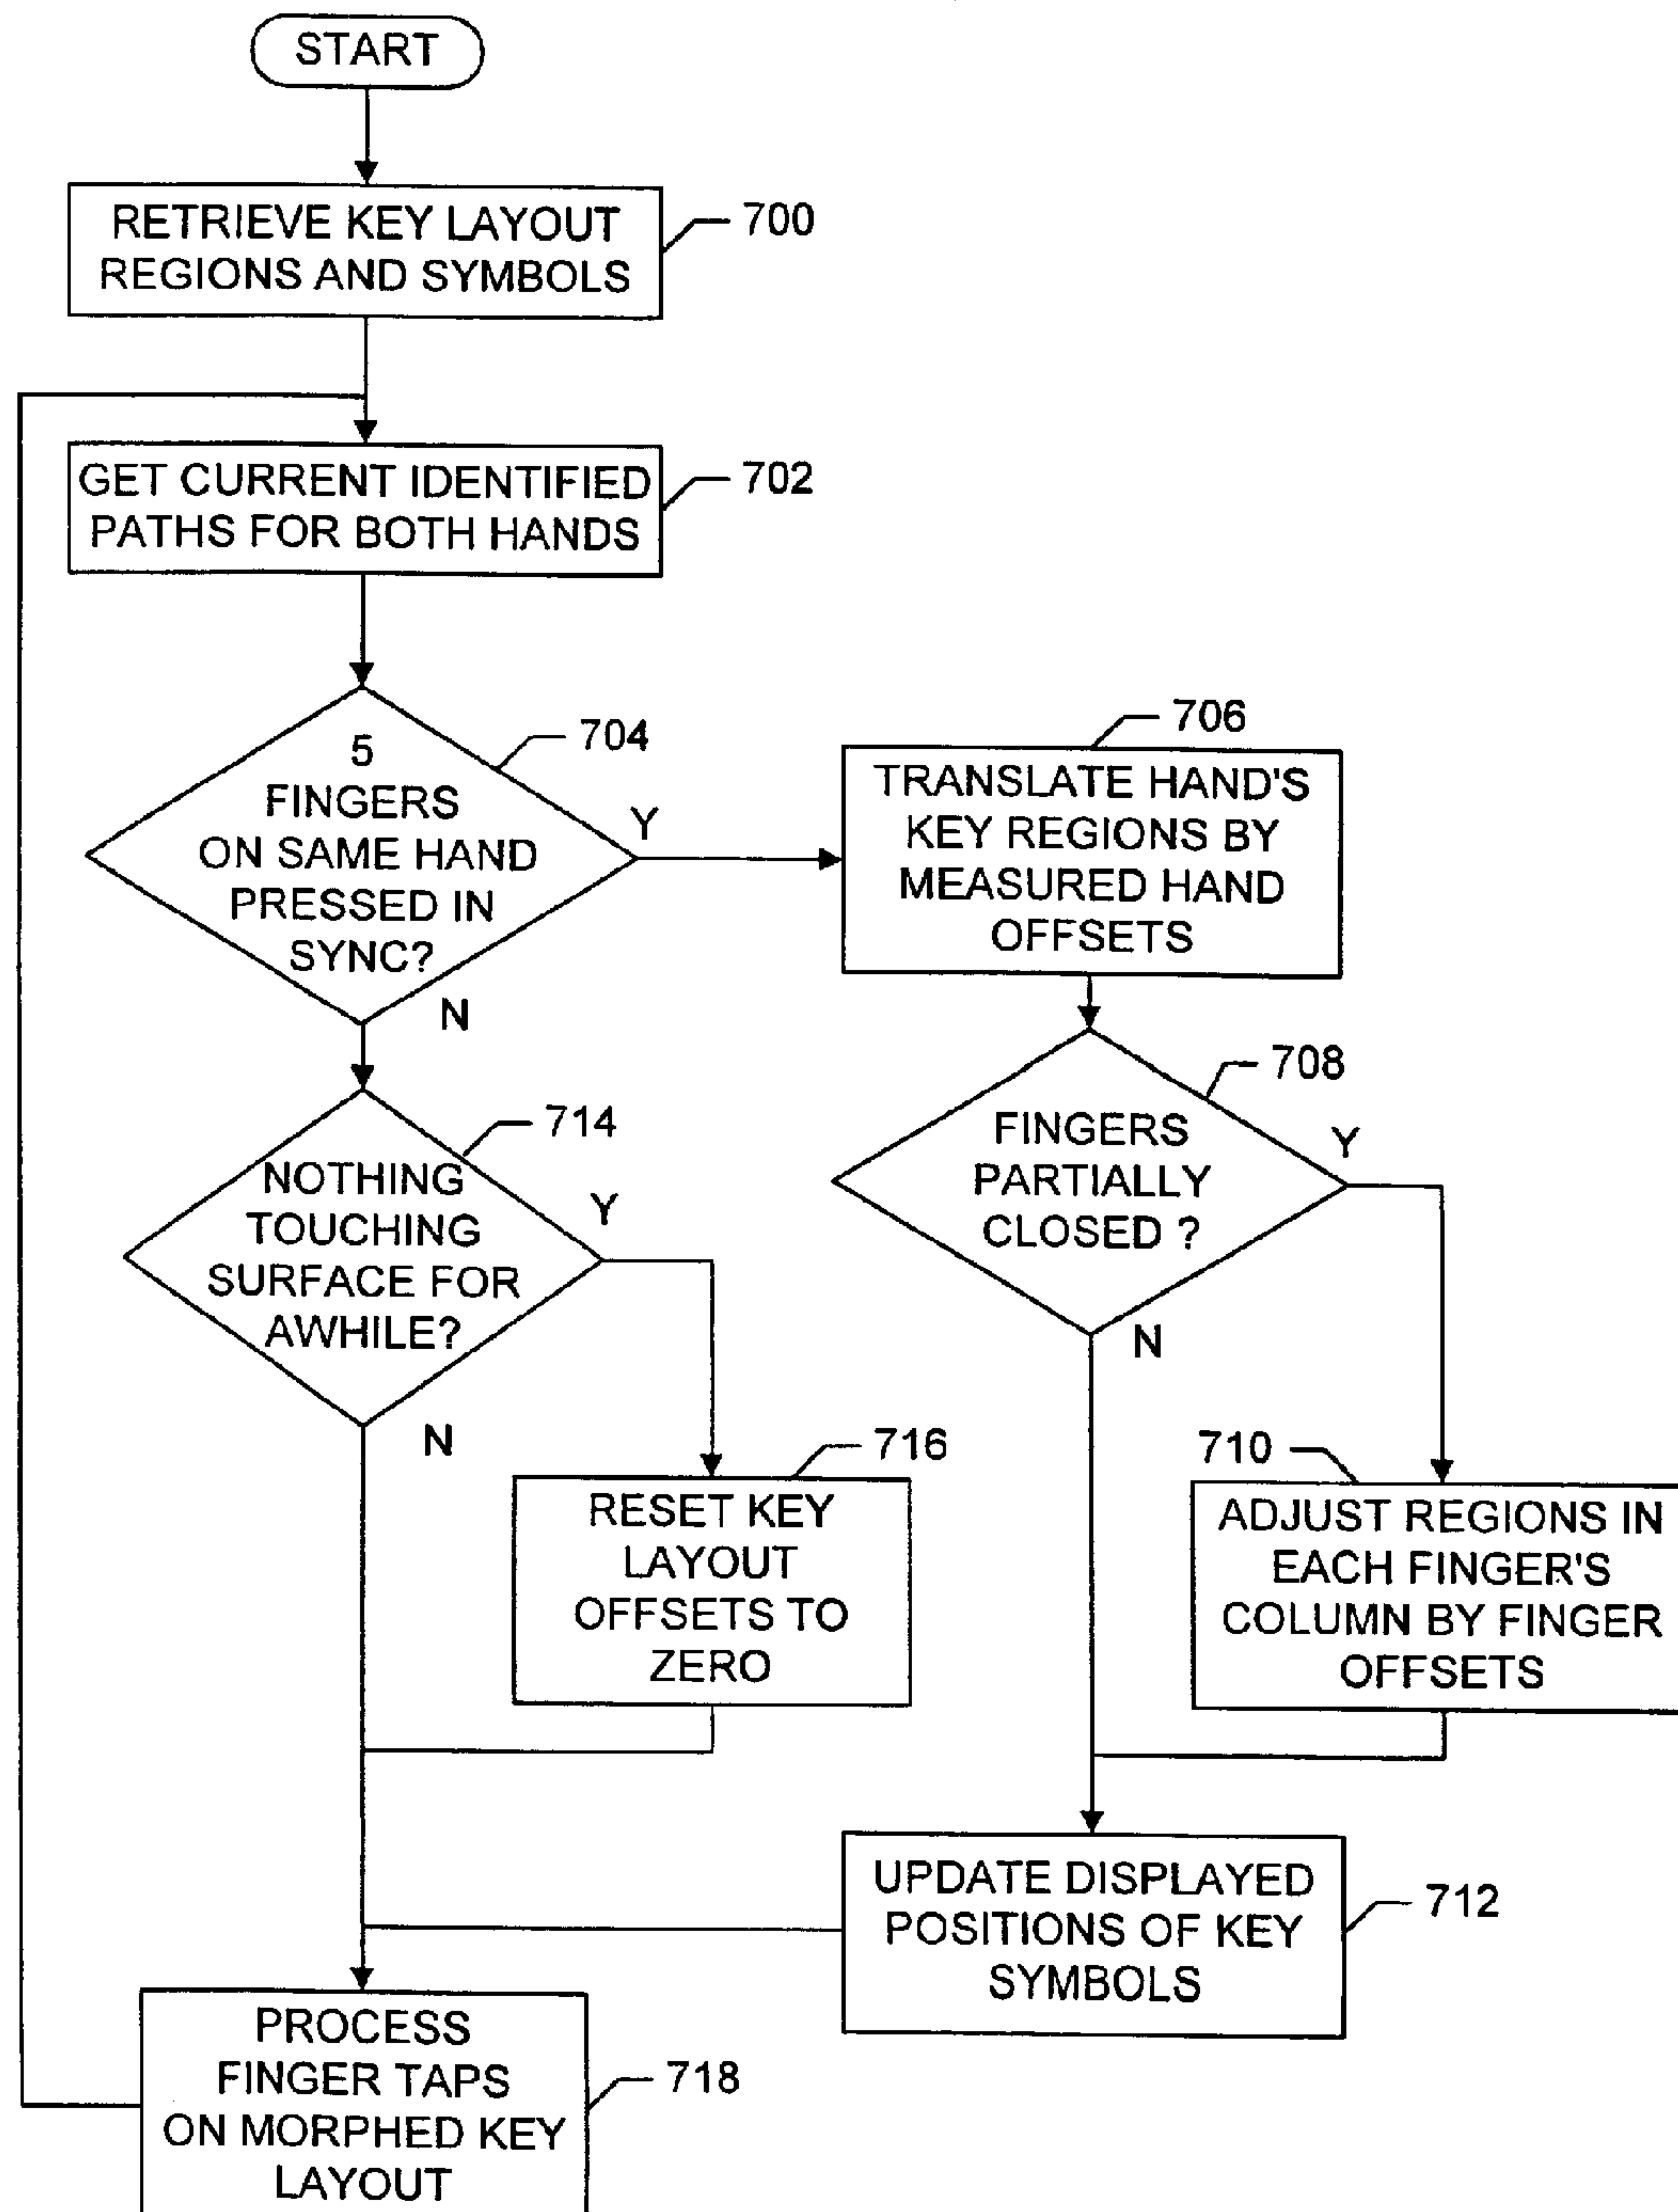 START
RETRIEVE KEY LAYOUT
REGIONS AND SYMBOLS
700
GET CURRENT IDENTIFIED
PATHS FOR BOTH HANDS
702
5
FINGERS
ON SAME HAND
PRESSED IN
SYNC?
704
Y
N
706
TRANSLATE HAND'S
KEY REGIONS BY
MEASURED HAND
OFFSETS
708
FINGERS
PARTIALLY
CLOSED ?
Y
N
714
NOTHING
TOUCHING
SURFACE FOR
AWHILE?
Y
N
716
RESET KEY
LAYOUT
OFFSETS TO
ZERO
710
ADJUST REGIONS IN
EACH FINGER'S
COLUMN BY FINGER
OFFSETS
UPDATE DISPLAYED
POSITIONS OF KEY
SYMBOLS
712
PROCESS
FINGER TAPS
ON MORPHED KEY
LAYOUT
718